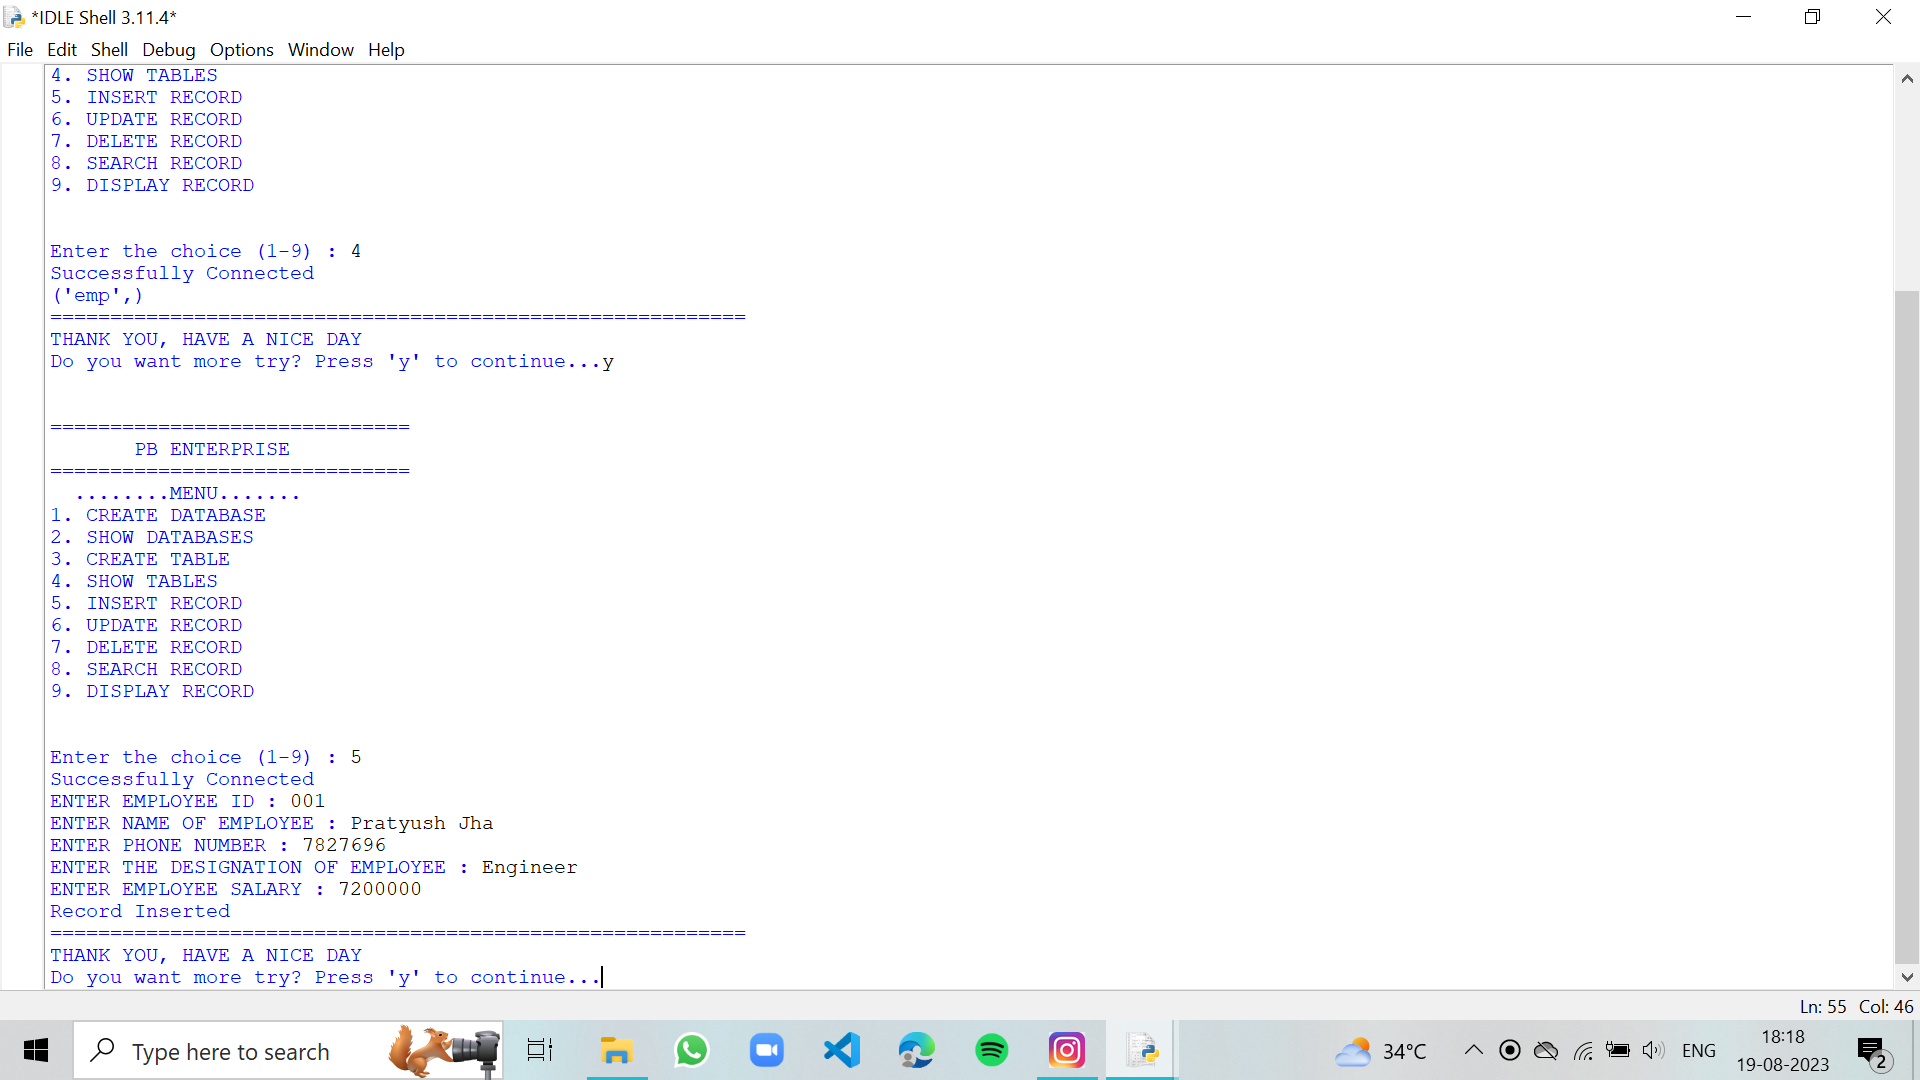 *IDLE Shell 3.11.4*
File Edit Shell Debug Options Window Help
4. SHOW TABLES
5. INSERT RECORD
6. UPDATE RECORD
7. DELETE RECORD
8. SEARCH RECORD
9. DISPLAY RECORD
Enter the choice (1-9) : 4
Successfully Connected
('emp',)
==========================================================
THANK YOU, HAVE A NICE DAY
Do you want more try? Press 'y' to continue...y
==============================
PB ENTERPRISE
==============================
........MENU.......
1. CREATE DATABASE
2. SHOW DATABASES
3. CREATE TABLE
4. SHOW TABLES
5. INSERT RECORD
6. UPDATE RECORD
7. DELETE RECORD
8. SEARCH RECORD
9. DISPLAY RECORD
Enter the choice (1-9) : 5
Successfully Connected
ENTER EMPLOYEE ID : 001
ENTER NAME OF EMPLOYEE : Pratyush Jha
ENTER PHONE NUMBER : 7827696
ENTER THE DESIGNATION OF EMPLOYEE : Engineer
ENTER EMPLOYEE SALARY : 7200000
Record Inserted
==========================================================
THANK YOU, HAVE A NICE DAY
Do you want more try? Press 'y' to continue...
Ln: 55 Col: 46
Type here to search
34°C
ENG
18:18
19-08-2023
2